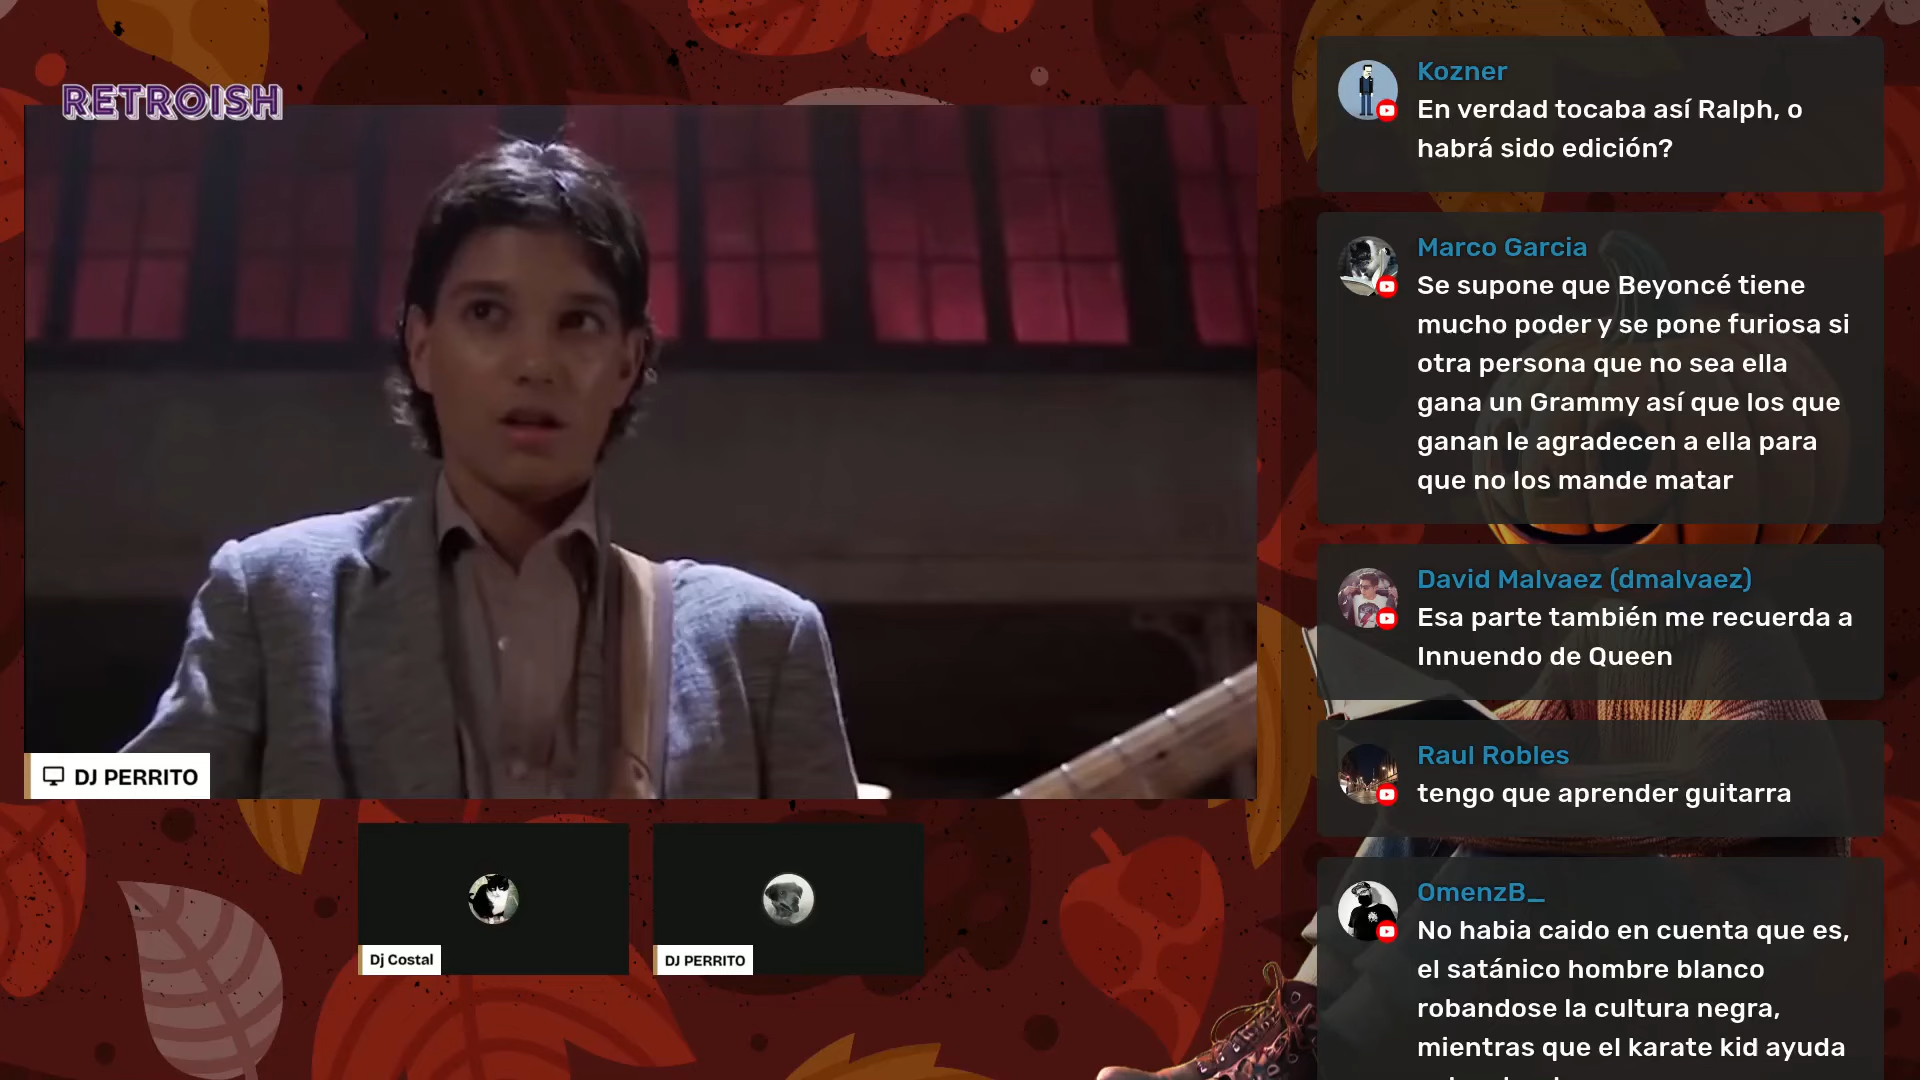 RETROISH
DJ PERRITO
Dj Costal
DJ PERRITO
Kozner
En verdad tocaba así Ralph, o
habrá sido edición?
Marco Garcia
Se supone que Beyoncé tiene
mucho poder y se pone furiosa si
otra persona que no sea ella
gana un Grammy así que los que
ganan le agradecen a ella para
que no los mande matar
David Malvaez (dmalvaez)
Esa parte también me recuerda a
Innuendo de Queen
Raul Robles
tengo que aprender guitarra
OmenzB_
No habia caido en cuenta que es,
el satánico hombre blanco
robandose la cultura negra,
mientras que el karate kid ayuda